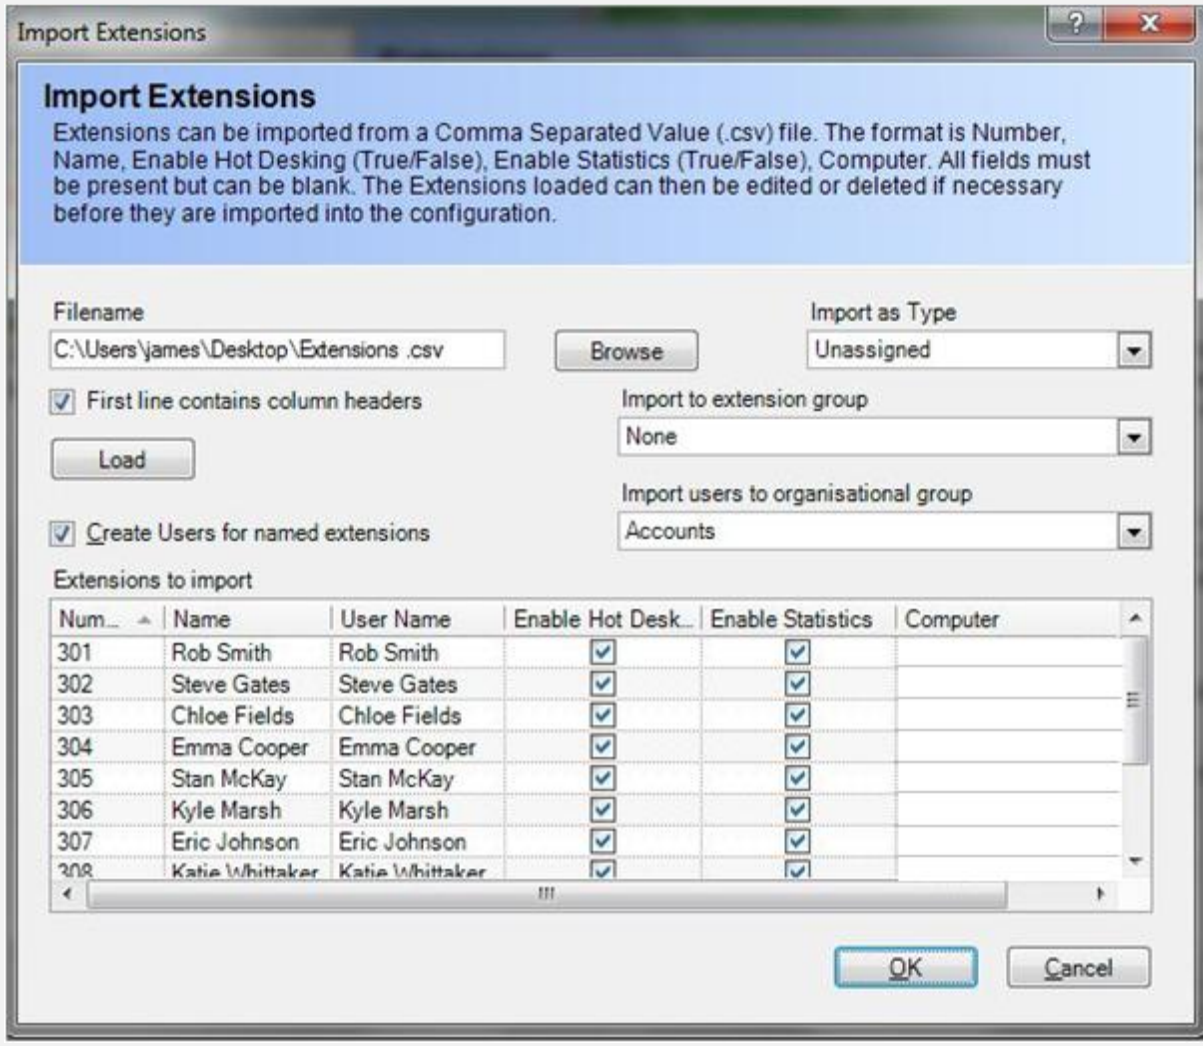 Import Extensions
Import Extensions
Extensions can be imported from a Comma Separated Value (.csv) file. The format is Number,
Name, Enable Hot Desking (True/False), Enable Statistics (True/False), Computer. All fields must
be present but can be blank. The Extensions loaded can then be edited or deleted if necessary
before they are imported into the configuration.
Filename
Import as Type
C:\Users\james\Desktop\Extensions .csv
Browse
Unassigned
First line contains column headers
Import to extension group
None
Load
Import users to organisational group
Create Users for named extensions
Accounts
Extensions to import
Num... Name User Name Enable Hot Desk... Enable Statistics Computer
301 Rob Smith Rob Smith
302 Steve Gates Steve Gates
303 Chloe Fields Chloe Fields
304 Emma Cooper Emma Cooper
305 Stan McKay Stan McKay
306 Kyle Marsh Kyle Marsh
307 Eric Johnson Eric Johnson
308 Katie Whittaker Katie Whittaker
OK Cancel